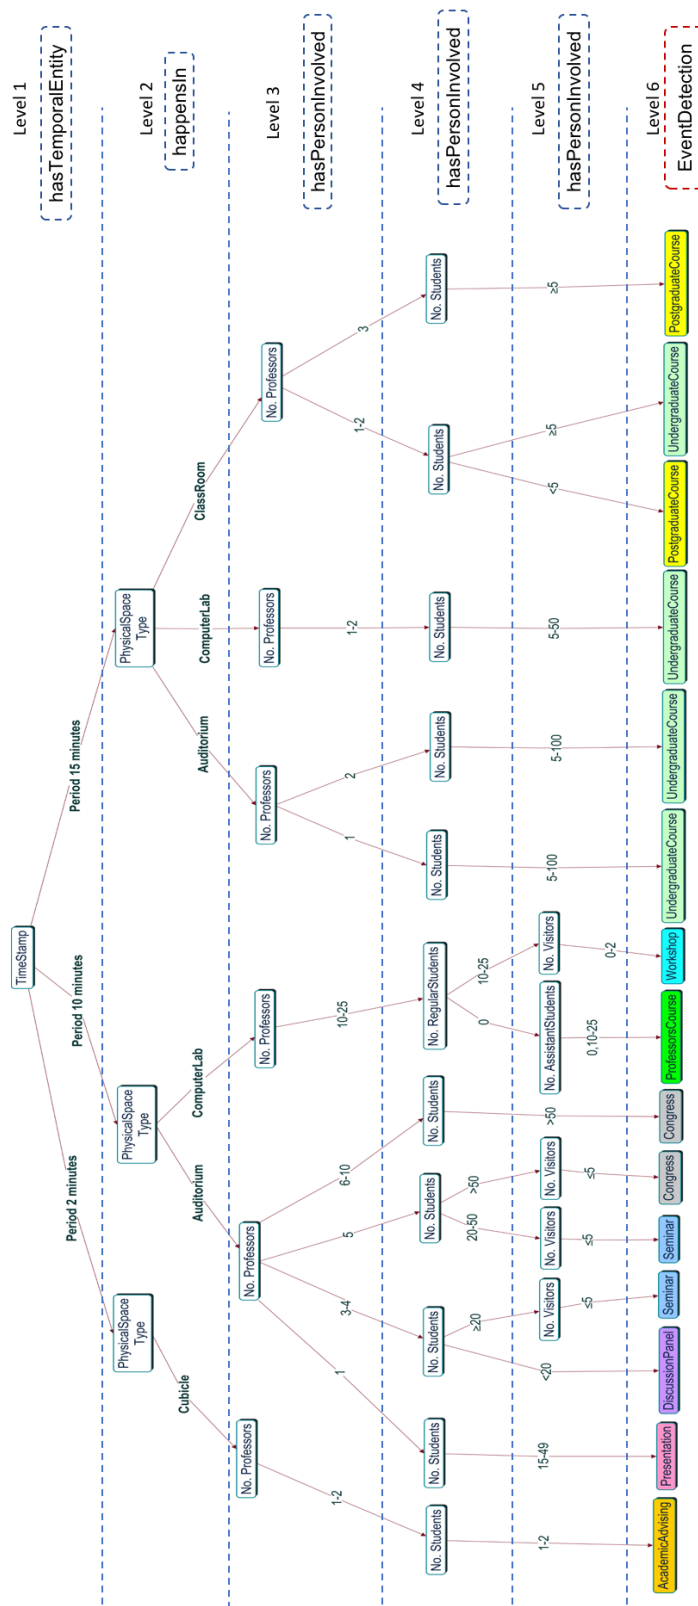 Level 1
hasTemporalEntity
TimeStamp
Period 2 minutes
Period 10 minutes
Period 15 minutes
Level 2
happensIn
PhysicalSpace
Type
PhysicalSpace
Type
PhysicalSpace
Type
Cubicle
Auditorium
ComputerLab
Auditorium
ComputerLab
ClassRoom
Level 3
hasPersonInvolved
No. Professors
No. Professors
No. Professors
No. Professors
No. Professors
No. Professors
1-2
1
3-4
5
6-10
10-25
1
2
1-2
1-2
3
Level 4
hasPersonInvolved
No. Students
No. Students
No. Students
No. Students
No. Students
No. RegularStudents
No. Students
No. Students
No. Students
No. Students
No. Students
1-2
15-49
<20
≥20
20-50
>50
>50
0
10-25
5-100
5-100
5-50
<5
≥5
≥5
Level 5
hasPersonInvolved
No. Visitors
No. Visitors
No. Visitors
No. AssistantStudents
No. Visitors
≤5
≤5
≤5
0,10-25
0-2
Level 6
EventDetection
AcademicAdvising
Presentation
DiscussionPanel
Seminar
Seminar
Congress
Congress
ProfessorsCourse
Workshop
UndergraduateCourse
UndergraduateCourse
UndergraduateCourse
PostgraduateCourse
UndergraduateCourse
PostgraduateCourse